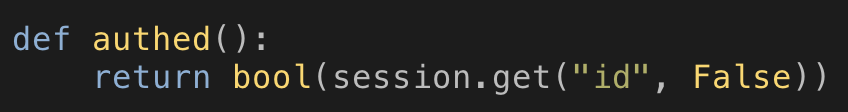 def authed():
    return bool(session.get("id", False))